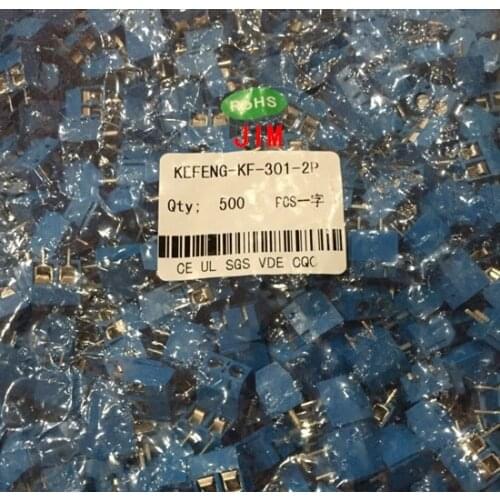 ROHS
JIM
KEFENG-KF-301-2P
Qty; 500 PCS一字
CE UL SGS VDE CQC